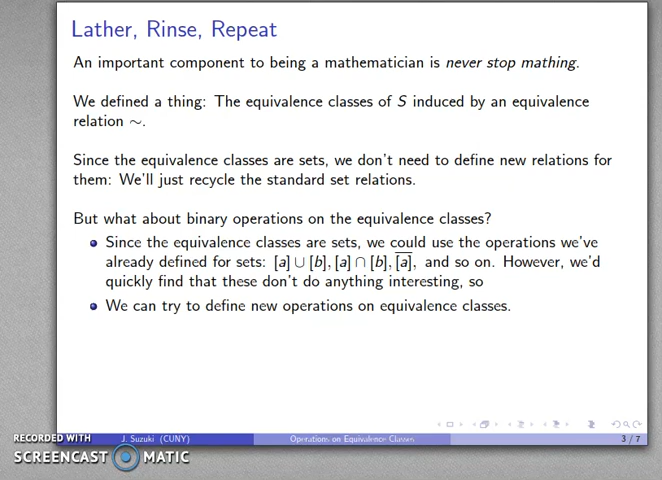 Lather, Rinse, Repeat
An important component to being a mathematician is never stop mathing.
We defined a thing: The equivalence classes of S induced by an equivalence
relation ∼.
Since the equivalence classes are sets, we don't need to define new relations for
them: We'll just recycle the standard set relations.
But what about binary operations on the equivalence classes?
• Since the equivalence classes are sets, we could use the operations we've
already defined for sets: [a] ∪ [b], [a] ∩ [b], [a]̅, and so on. However, we'd
quickly find that these don't do anything interesting, so
• We can try to define new operations on equivalence classes.
J. Suzuki (CUNY) Operations on Equivalence Classes 3 / 7
RECORDED WITH
SCREENCAST MATIC